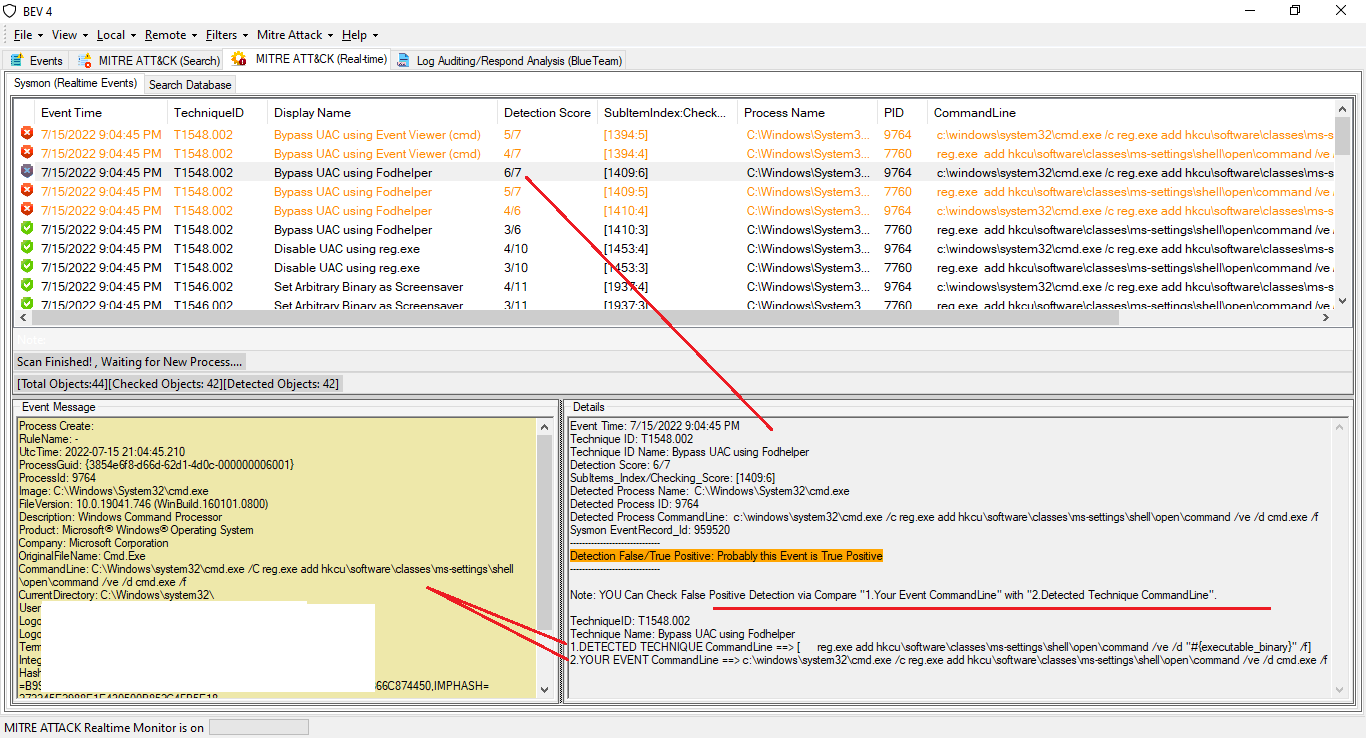 BEV 4
File View Local Remote Filters Mitre Attack Help
Events MITRE ATT&CK (Search) MITRE ATT&CK (Real-time) Log Auditing/Respond Analysis (BlueTeam)
Sysmon (Realtime Events) Search Database
Event Time TechniqueID Display Name Detection Score SubItemIndex:Check... Process Name PID CommandLine
7/15/2022 9:04:45 PM T1548.002 Bypass UAC using Event Viewer (cmd) 5/7 [1394:5] C:\Windows\System3... 9764 c:\windows\system32\cmd.exe /c reg.exe add hkcu\software\classes\ms-s
7/15/2022 9:04:45 PM T1548.002 Bypass UAC using Event Viewer (cmd) 4/7 [1394:4] C:\Windows\System3... 7760 reg.exe add hkcu\software\classes\ms-settings\shell\open\command /ve /
7/15/2022 9:04:45 PM T1548.002 Bypass UAC using Fodhelper 6/7 [1409:6] C:\Windows\System3... 9764 c:\windows\system32\cmd.exe /c reg.exe add hkcu\software\classes\ms-s
7/15/2022 9:04:45 PM T1548.002 Bypass UAC using Fodhelper 5/7 [1409:5] C:\Windows\System3... 7760 reg.exe add hkcu\software\classes\ms-settings\shell\open\command /ve /
7/15/2022 9:04:45 PM T1548.002 Bypass UAC using Fodhelper 4/6 [1410:4] C:\Windows\System3... 9764 c:\windows\system32\cmd.exe /c reg.exe add hkcu\software\classes\ms-s
7/15/2022 9:04:45 PM T1548.002 Bypass UAC using Fodhelper 3/6 [1410:3] C:\Windows\System3... 7760 reg.exe add hkcu\software\classes\ms-settings\shell\open\command /ve /
7/15/2022 9:04:45 PM T1548.002 Disable UAC using reg.exe 4/10 [1453:4] C:\Windows\System3... 9764 c:\windows\system32\cmd.exe /c reg.exe add hkcu\software\classes\ms-s
7/15/2022 9:04:45 PM T1548.002 Disable UAC using reg.exe 3/10 [1453:3] C:\Windows\System3... 7760 reg.exe add hkcu\software\classes\ms-settings\shell\open\command /ve /
7/15/2022 9:04:45 PM T1546.002 Set Arbitrary Binary as Screensaver 4/11 [1937:4] C:\Windows\System3... 9764 c:\windows\system32\cmd.exe /c reg.exe add hkcu\software\classes\ms-s
7/15/2022 9:04:45 PM T1546.002 Set Arbitrary Binary as Screensaver 3/11 [1937:3] C:\Windows\System3... 7760 reg.exe add hkcu\software\classes\ms-settings\shell\open\command /ve /
Note:
Scan Finished! , Waiting for New Process....
[Total Objects:44][Checked Objects: 42][Detected Objects: 42]
Event Message
Process Create:
RuleName: -
UtcTime: 2022-07-15 21:04:45.210
ProcessGuid: {3854e6f8-d66d-62d1-4d0c-000000006001}
ProcessId: 9764
Image: C:\Windows\System32\cmd.exe
FileVersion: 10.0.19041.746 (WinBuild.160101.0800)
Description: Windows Command Processor
Product: Microsoft® Windows® Operating System
Company: Microsoft Corporation
OriginalFileName: Cmd.Exe
CommandLine: C:\Windows\system32\cmd.exe /C reg.exe add hkcu\software\classes\ms-settings\shell
\open\command /ve /d cmd.exe /f
CurrentDirectory: C:\Windows\system32\
User
Logo
Logo
Term
Integ
Hash
=B99 66C874450,IMPHASH=
Details
Event Time: 7/15/2022 9:04:45 PM
Technique ID: T1548.002
Technique ID Name: Bypass UAC using Fodhelper
Detection Score: 6/7
SubItems_Index/Checking_Score: [1409:6]
Detected Process Name: C:\Windows\System32\cmd.exe
Detected Process ID: 9764
Detected Process CommandLine: c:\windows\system32\cmd.exe /c reg.exe add hkcu\software\classes\ms-settings\shell\open\command /ve /d cmd.exe /f
Sysmon EventRecord_Id: 959520
------------------------------
Detection False/True Positive: Probably this Event is True Positive
------------------------------
Note: YOU Can Check False Positive Detection via Compare "1.Your Event CommandLine" with "2.Detected Technique CommandLine".
TechniqueID: T1548.002
Technique Name: Bypass UAC using Fodhelper
1.DETECTED TECHNIQUE CommandLine ==> [ reg.exe add hkcu\software\classes\ms-settings\shell\open\command /ve /d "#{executable_binary}" /f]
2.YOUR EVENT CommandLine ==> c:\windows\system32\cmd.exe /c reg.exe add hkcu\software\classes\ms-settings\shell\open\command /ve /d cmd.exe /f
MITRE ATTACK Realtime Monitor is on